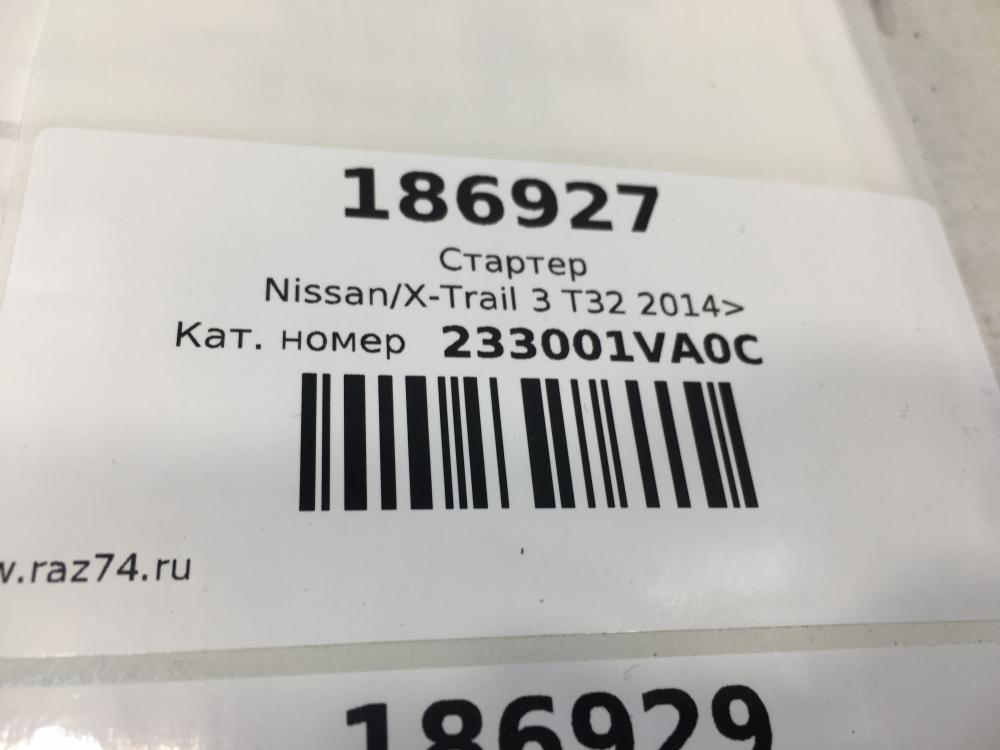 186927
Стартер
Nissan/X-Trail 3 T32 2014>
Кат. номер 233001VA0C
w.raz74.ru
186929